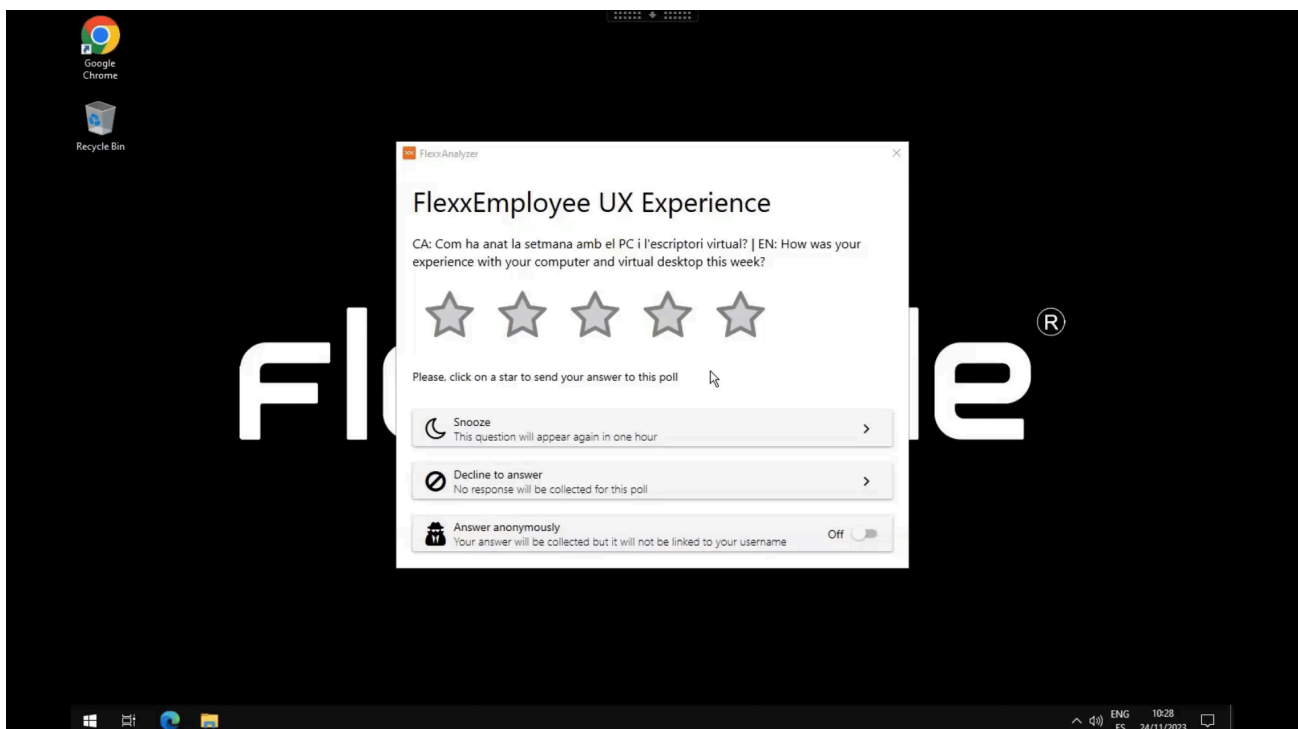 Google
Chrome
Recycle Bin
FlexxAnalyzer
FlexxEmployee UX Experience
CA: Com ha anat la setmana amb el PC i l'escriptori virtual? | EN: How was your
experience with your computer and virtual desktop this week?
®
Please, click on a star to send your answer to this poll
Snooze
This question will appear again in one hour
Decline to answer
No response will be collected for this poll
Answer anonymously
Your answer will be collected but it will not be linked to your username
Off
ENG
ES
10:28
24/11/2023